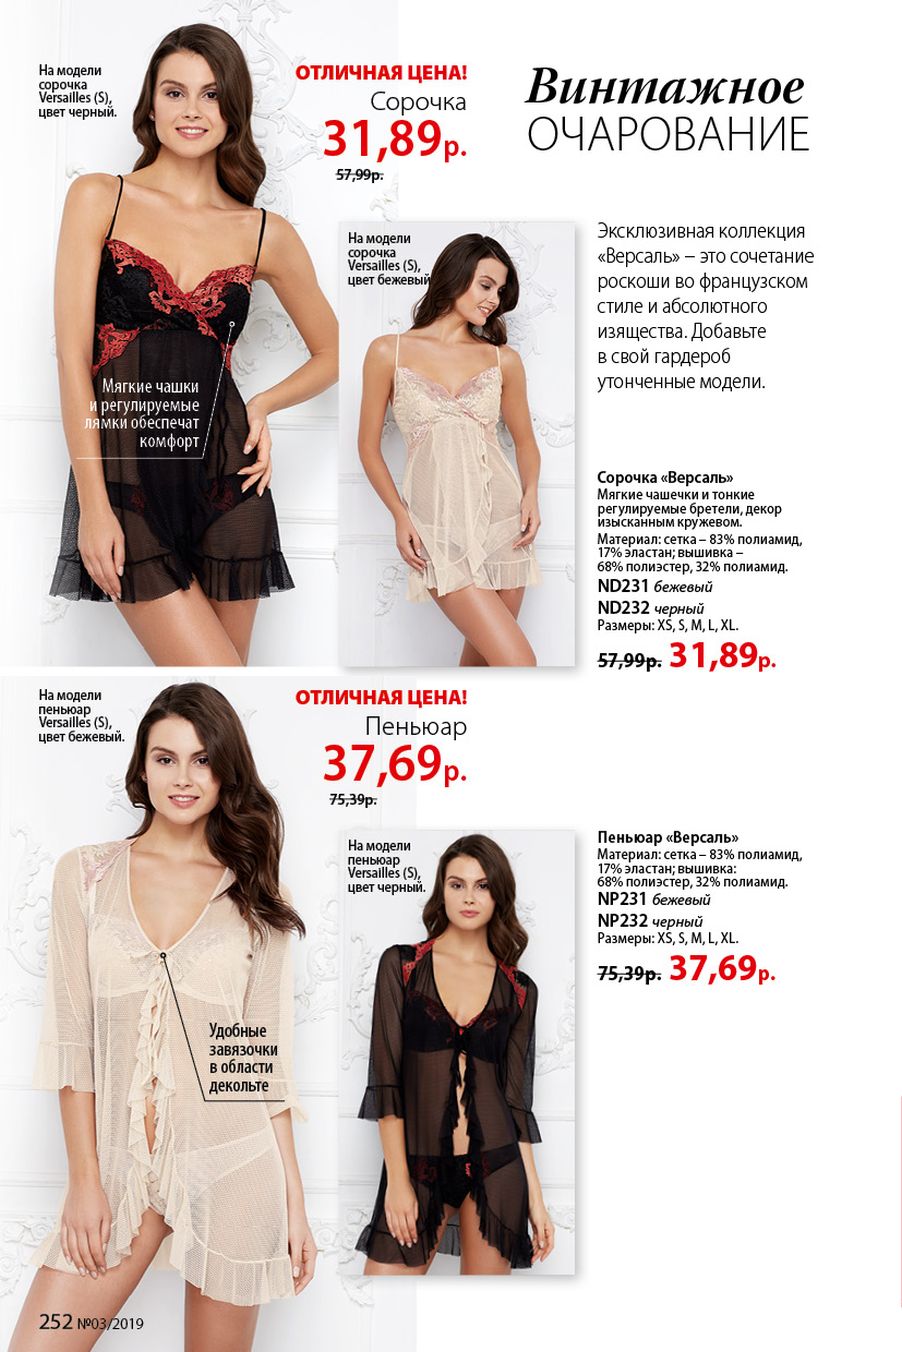 На модели
сорочка
Versailles (S),
цвет черный.
ОТЛИЧНАЯ ЦЕНА!
Сорочка
31,89р.
57,99р.
Винтажное
ОЧАРОВАНИЕ
На модели
сорочка
Versailles (S),
цвет бежевый
Эксклюзивная коллекция
«Версаль» – это сочетание
роскоши во французском
стиле и абсолютного
изящества. Добавьте
в свой гардероб
утонченные модели.
Мягкие чашки
и регулируемые
лямки обеспечат
комфорт
Сорочка «Версаль»
Мягкие чашечки и тонкие
регулируемые бретели, декор
изысканным кружевом.
Материал: сетка – 83% полиамид,
17% эластан; вышивка –
68% полиэстер, 32% полиамид.
ND231 бежевый
ND232 черный
Размеры: XS, S, M, L, XL.
57,99р. 31,89р.
На модели
пеньюар
Versailles (S),
цвет бежевый.
ОТЛИЧНАЯ ЦЕНА!
Пеньюар
37,69р.
75,39р.
На модели
пеньюар
Versailles (S),
цвет черный.
Пеньюар «Версаль»
Материал: сетка – 83% полиамид,
17% эластан; вышивка:
68% полиэстер, 32% полиамид.
NP231 бежевый
NP232 черный
Размеры: XS, S, M, L, XL.
75,39р. 37,69р.
Удобные
завязочки
в области
декольте
252 №03/2019